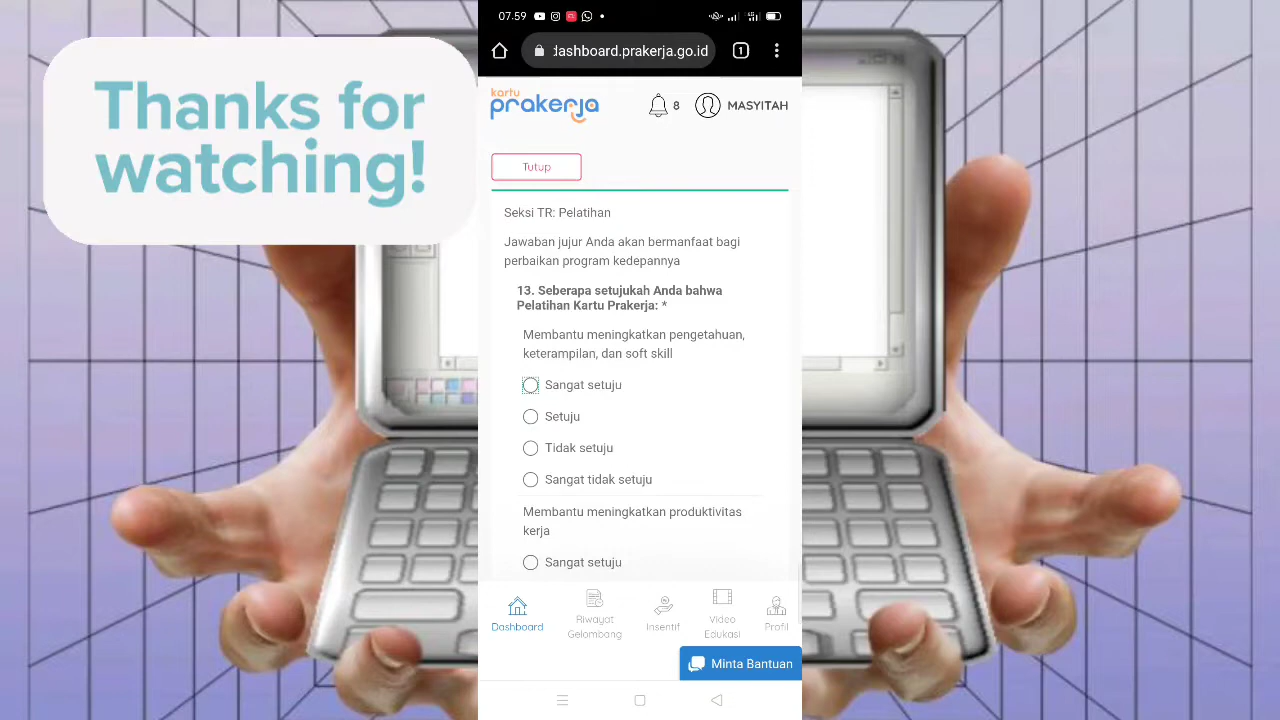 Thanks for
watching!
07.59
dashboard.prakerja.go.id
1
kartu
prakerja
8
MASYITAH
Tutup
Seksi TR: Pelatihan
Jawaban jujur Anda akan bermanfaat bagi
perbaikan program kedepannya
13. Seberapa setujukah Anda bahwa
Pelatihan Kartu Prakerja: *
Membantu meningkatkan pengetahuan,
keterampilan, dan soft skill
Sangat setuju
Setuju
Tidak setuju
Sangat tidak setuju
Membantu meningkatkan produktivitas
kerja
Sangat setuju
Dashboard
Riwayat
Gelombang
Insentif
Video
Edukasi
Profil
Minta Bantuan